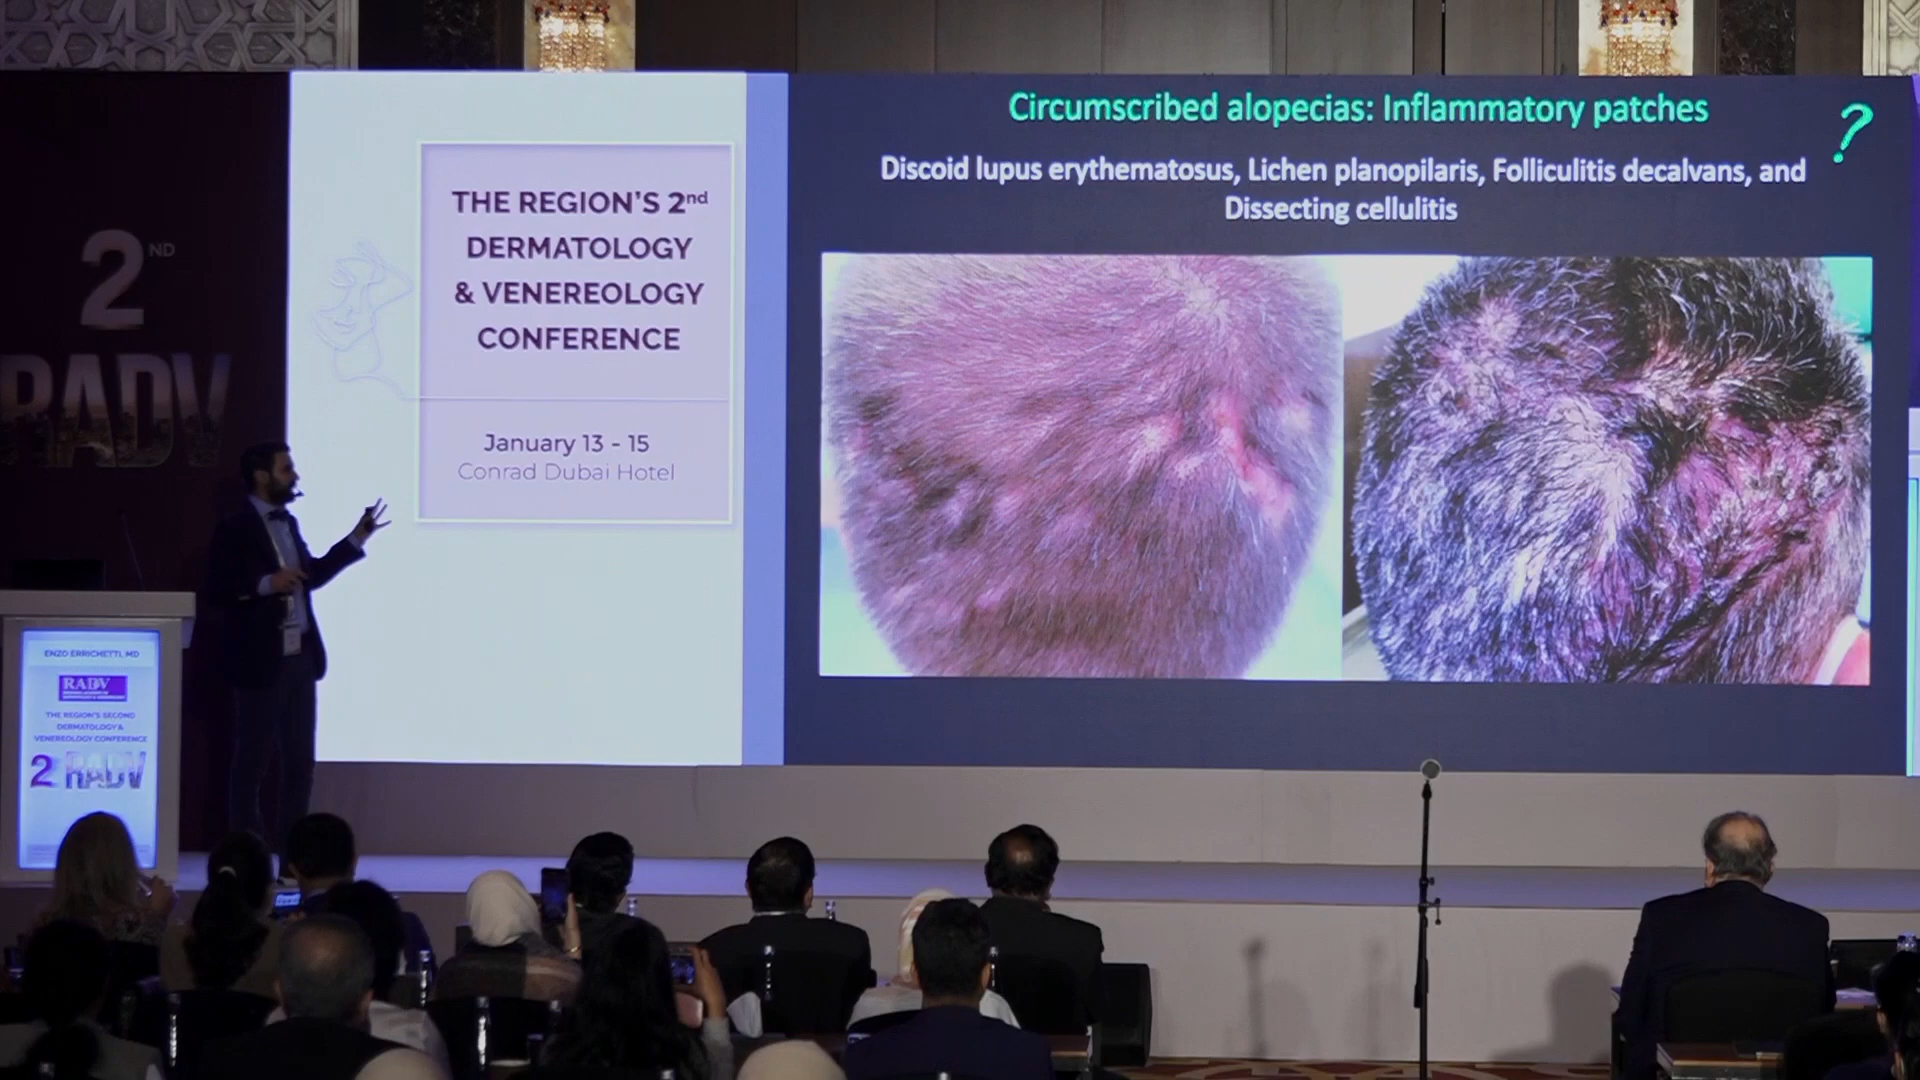 2ND
RADV
THE REGION'S 2nd
DERMATOLOGY
& VENEREOLOGY
CONFERENCE
January 13 - 15
Conrad Dubai Hotel
Circumscribed alopecias: Inflammatory patches
?
Discoid lupus erythematosus, Lichen planopilaris, Folliculitis decalvans, and
Dissecting cellulitis
ENZO ERRICHETTI, MD
RADV
THE REGION'S SECOND
DERMATOLOGY &
VENEREOLOGY CONFERENCE
2 RADV